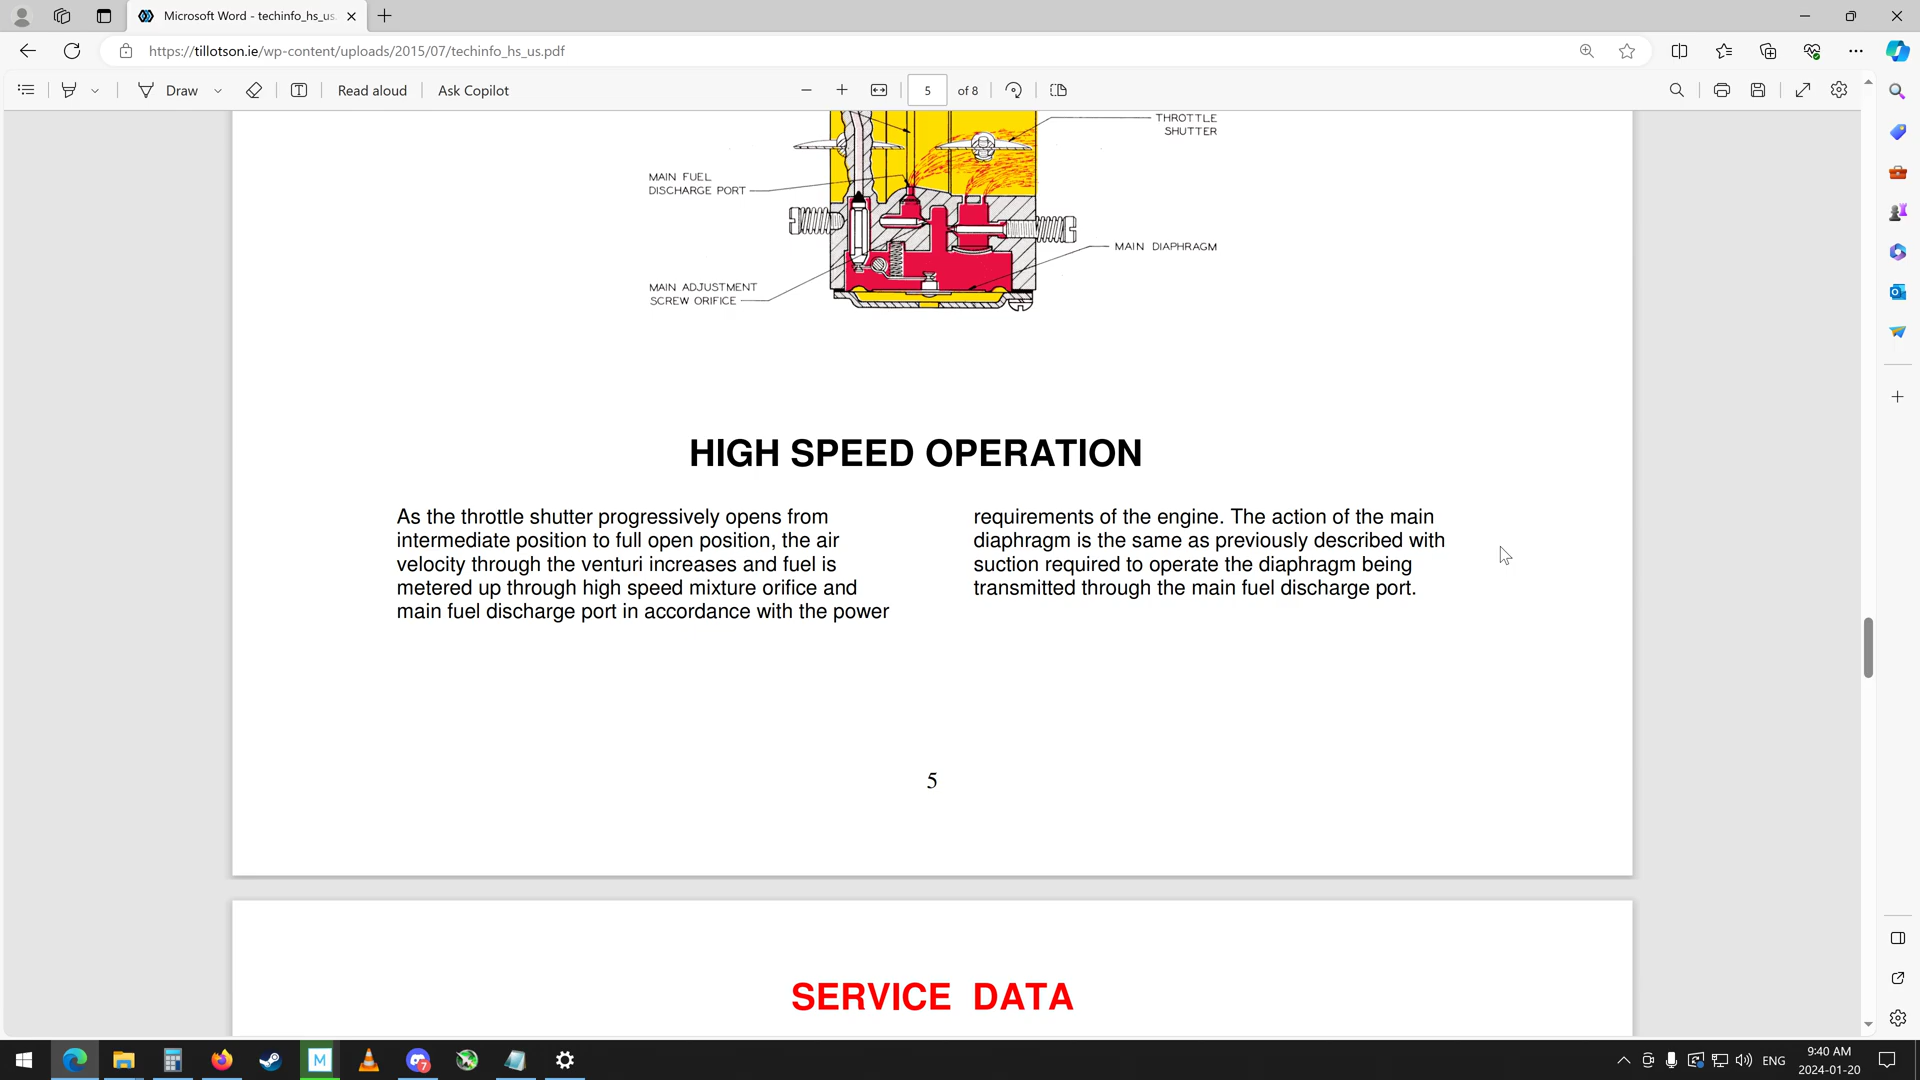 Microsoft Word - techinfo_hs_us.
https://tillotson.ie/wp-content/uploads/2015/07/techinfo_hs_us.pdf
Draw
Read aloud
Ask Copilot
5
of 8
THROTTLE
SHUTTER
MAIN FUEL
DISCHARGE PORT
MAIN DIAPHRAGM
MAIN ADJUSTMENT
SCREW ORIFICE
HIGH SPEED OPERATION
As the throttle shutter progressively opens from
intermediate position to full open position, the air
velocity through the venturi increases and fuel is
metered up through high speed mixture orifice and
main fuel discharge port in accordance with the power
requirements of the engine. The action of the main
diaphragm is the same as previously described with
suction required to operate the diaphragm being
transmitted through the main fuel discharge port.
5
SERVICE DATA
M
7
ENG
9:40 AM
2024-01-20